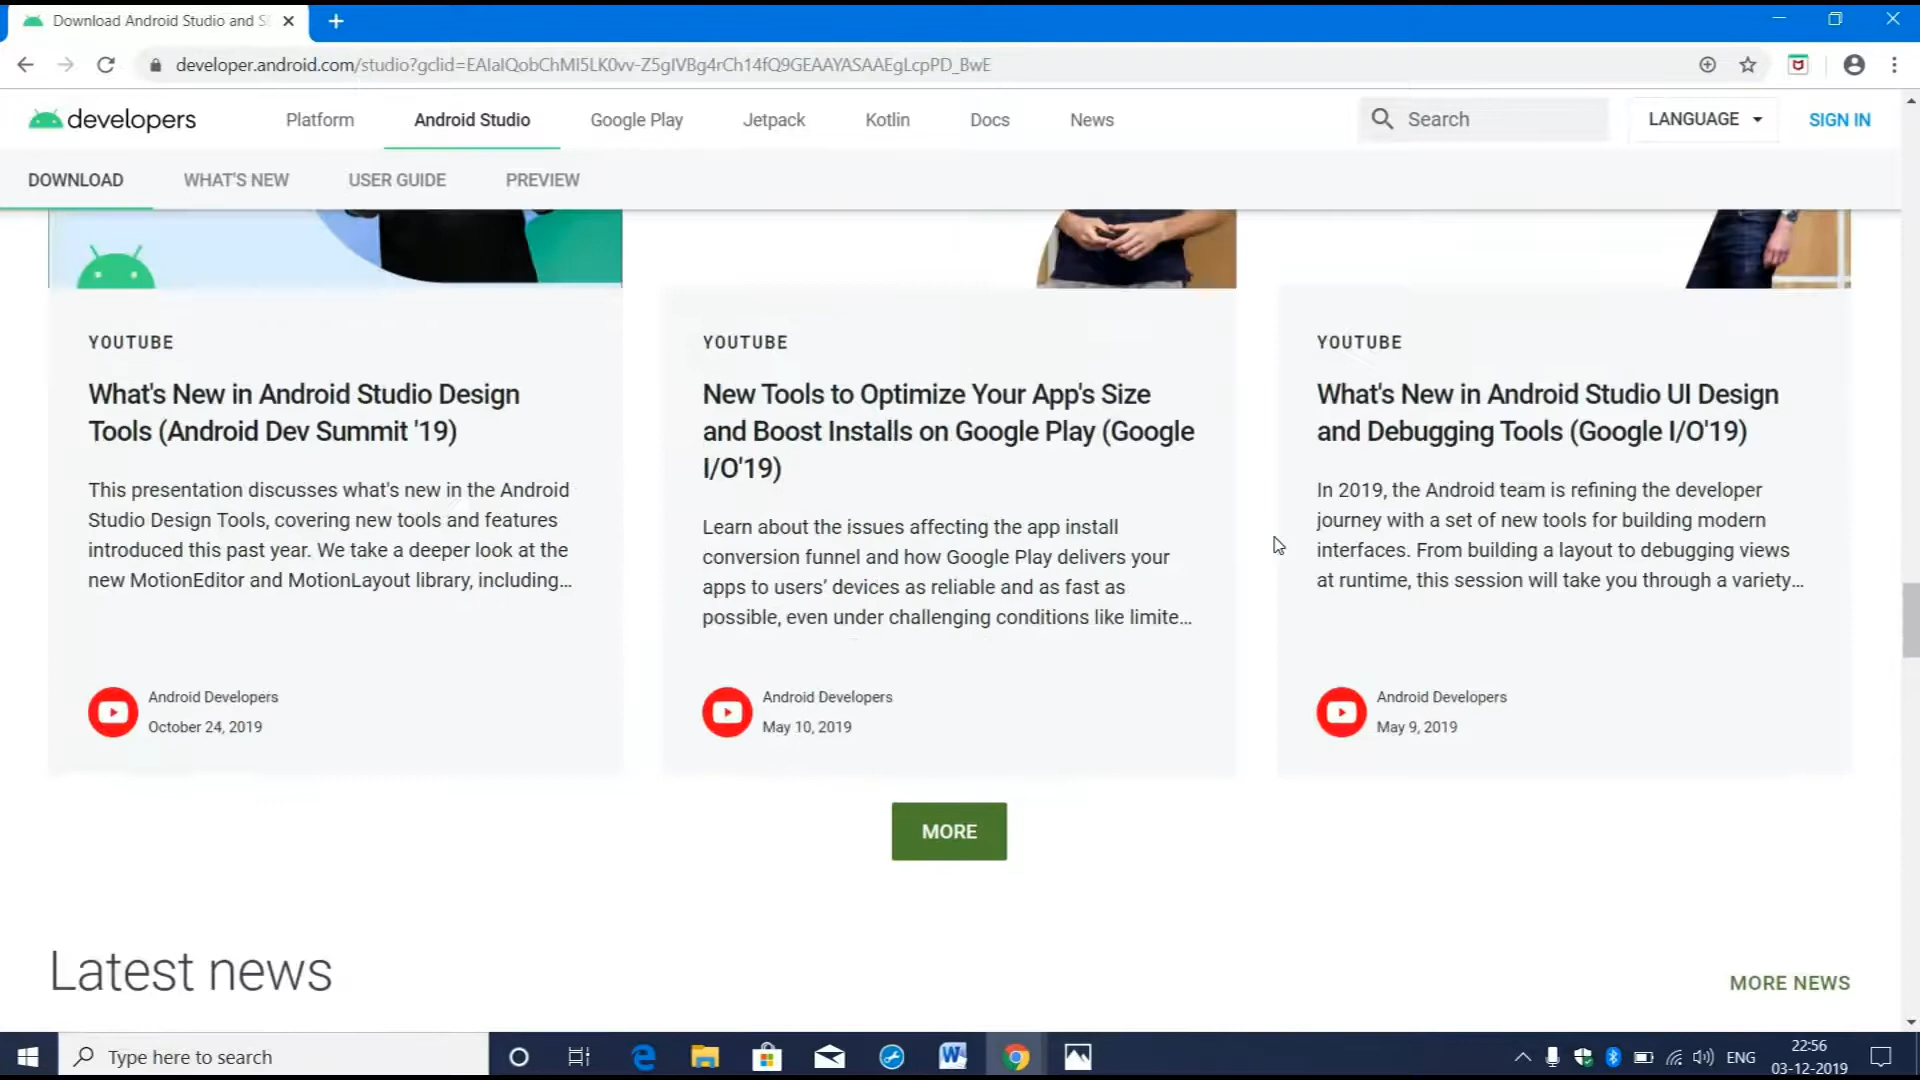 Download Android Studio and S
developer.android.com/studio?gclid=EAIaIQobChMI5LK0vv-Z5gIVBg4rCh14fQ9GEAAYASAAEgLcpPD_BwE
developers
Platform
Android Studio
Google Play
Jetpack
Kotlin
Docs
News
Search
LANGUAGE
SIGN IN
DOWNLOAD
WHAT'S NEW
USER GUIDE
PREVIEW
YOUTUBE
What's New in Android Studio Design
Tools (Android Dev Summit '19)
This presentation discusses what's new in the Android
Studio Design Tools, covering new tools and features
introduced this past year. We take a deeper look at the
new MotionEditor and MotionLayout library, including...
Android Developers
October 24, 2019
YOUTUBE
New Tools to Optimize Your App's Size
and Boost Installs on Google Play (Google
I/O'19)
Learn about the issues affecting the app install
conversion funnel and how Google Play delivers your
apps to users’ devices as reliable and as fast as
possible, even under challenging conditions like limite...
Android Developers
May 10, 2019
YOUTUBE
What's New in Android Studio UI Design
and Debugging Tools (Google I/O'19)
In 2019, the Android team is refining the developer
journey with a set of new tools for building modern
interfaces. From building a layout to debugging views
at runtime, this session will take you through a variety...
Android Developers
May 9, 2019
MORE
Latest news
MORE NEWS
Type here to search
ENG
22:56
03-12-2019